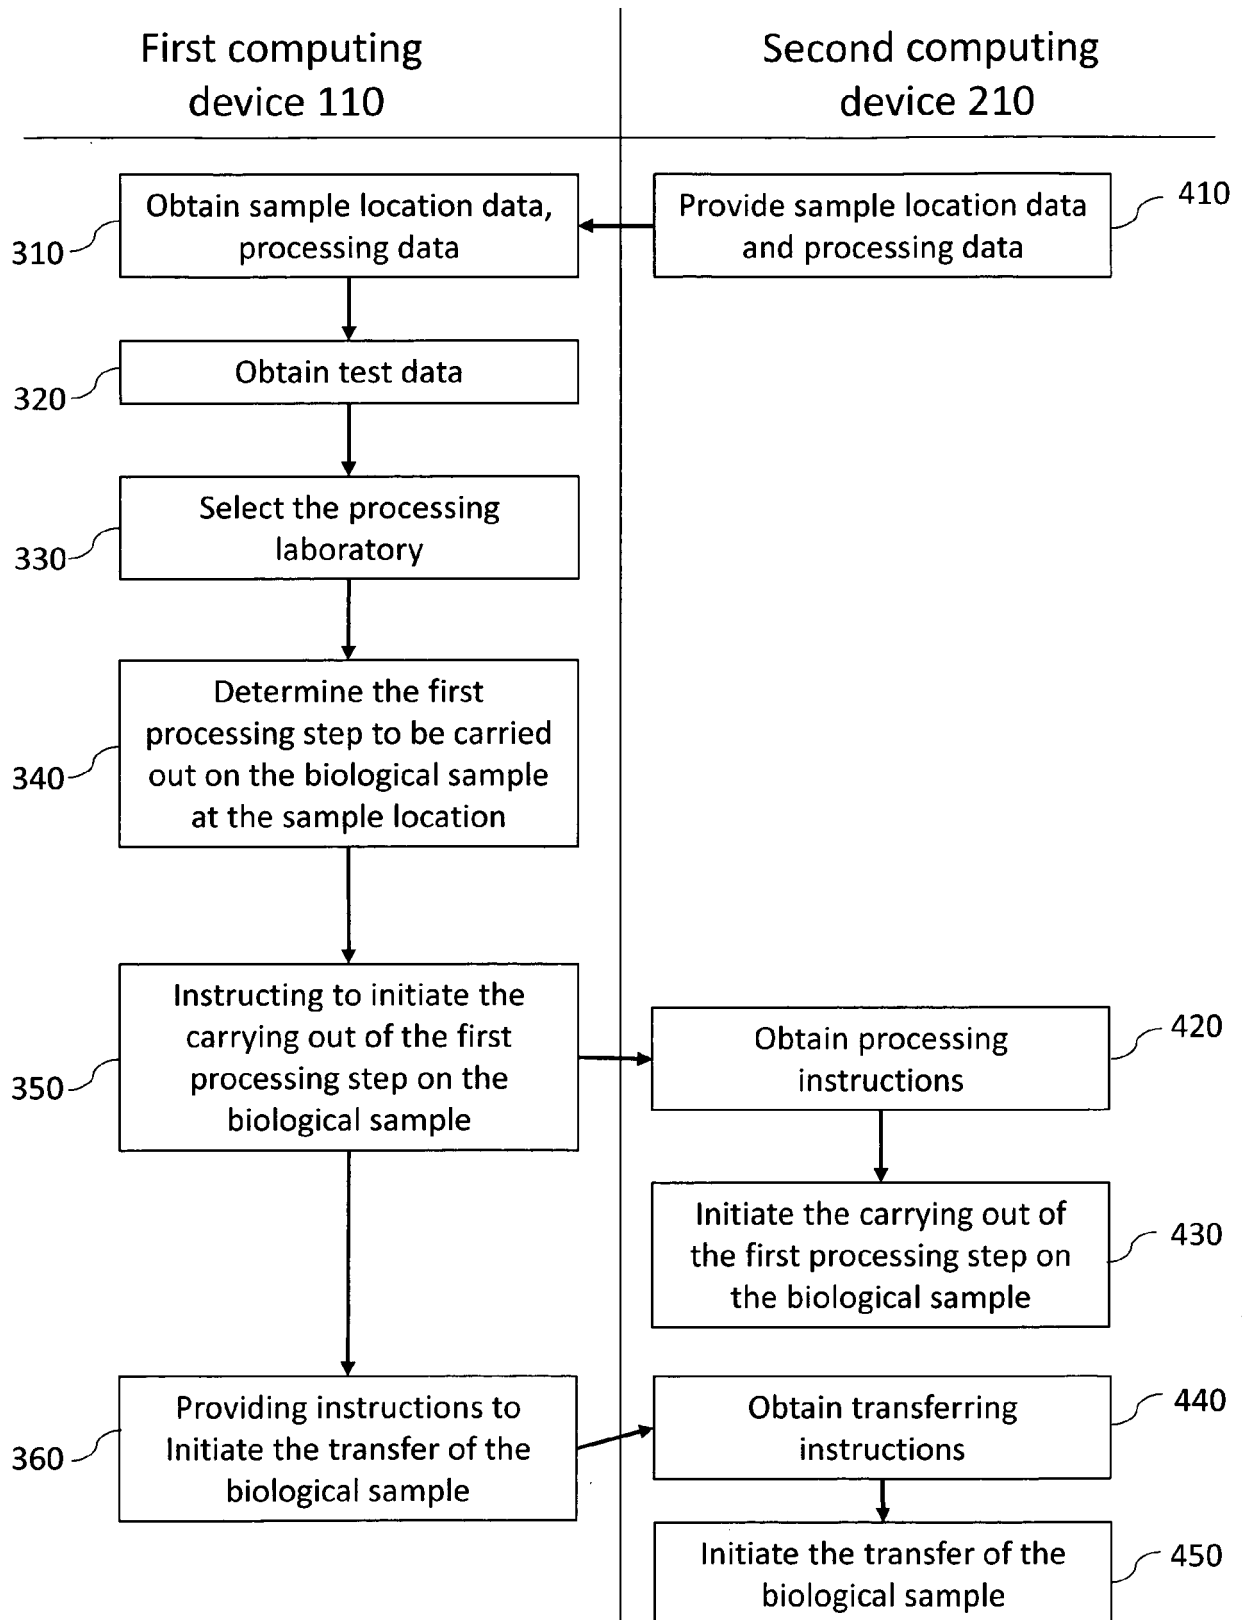 First computing
device 110
Second computing
device 210
Obtain sample location data,
processing data
310
Provide sample location data
and processing data
410
Obtain test data
320
Select the processing
laboratory
330
Determine the first
processing step to be carried
out on the biological sample
at the sample location
340
Instructing to initiate the
carrying out of the first
processing step on the
biological sample
350
Obtain processing
instructions
420
Initiate the carrying out of
the first processing step on
the biological sample
430
Providing instructions to
Initiate the transfer of the
biological sample
360
Obtain transferring
instructions
440
Initiate the transfer of the
biological sample
450